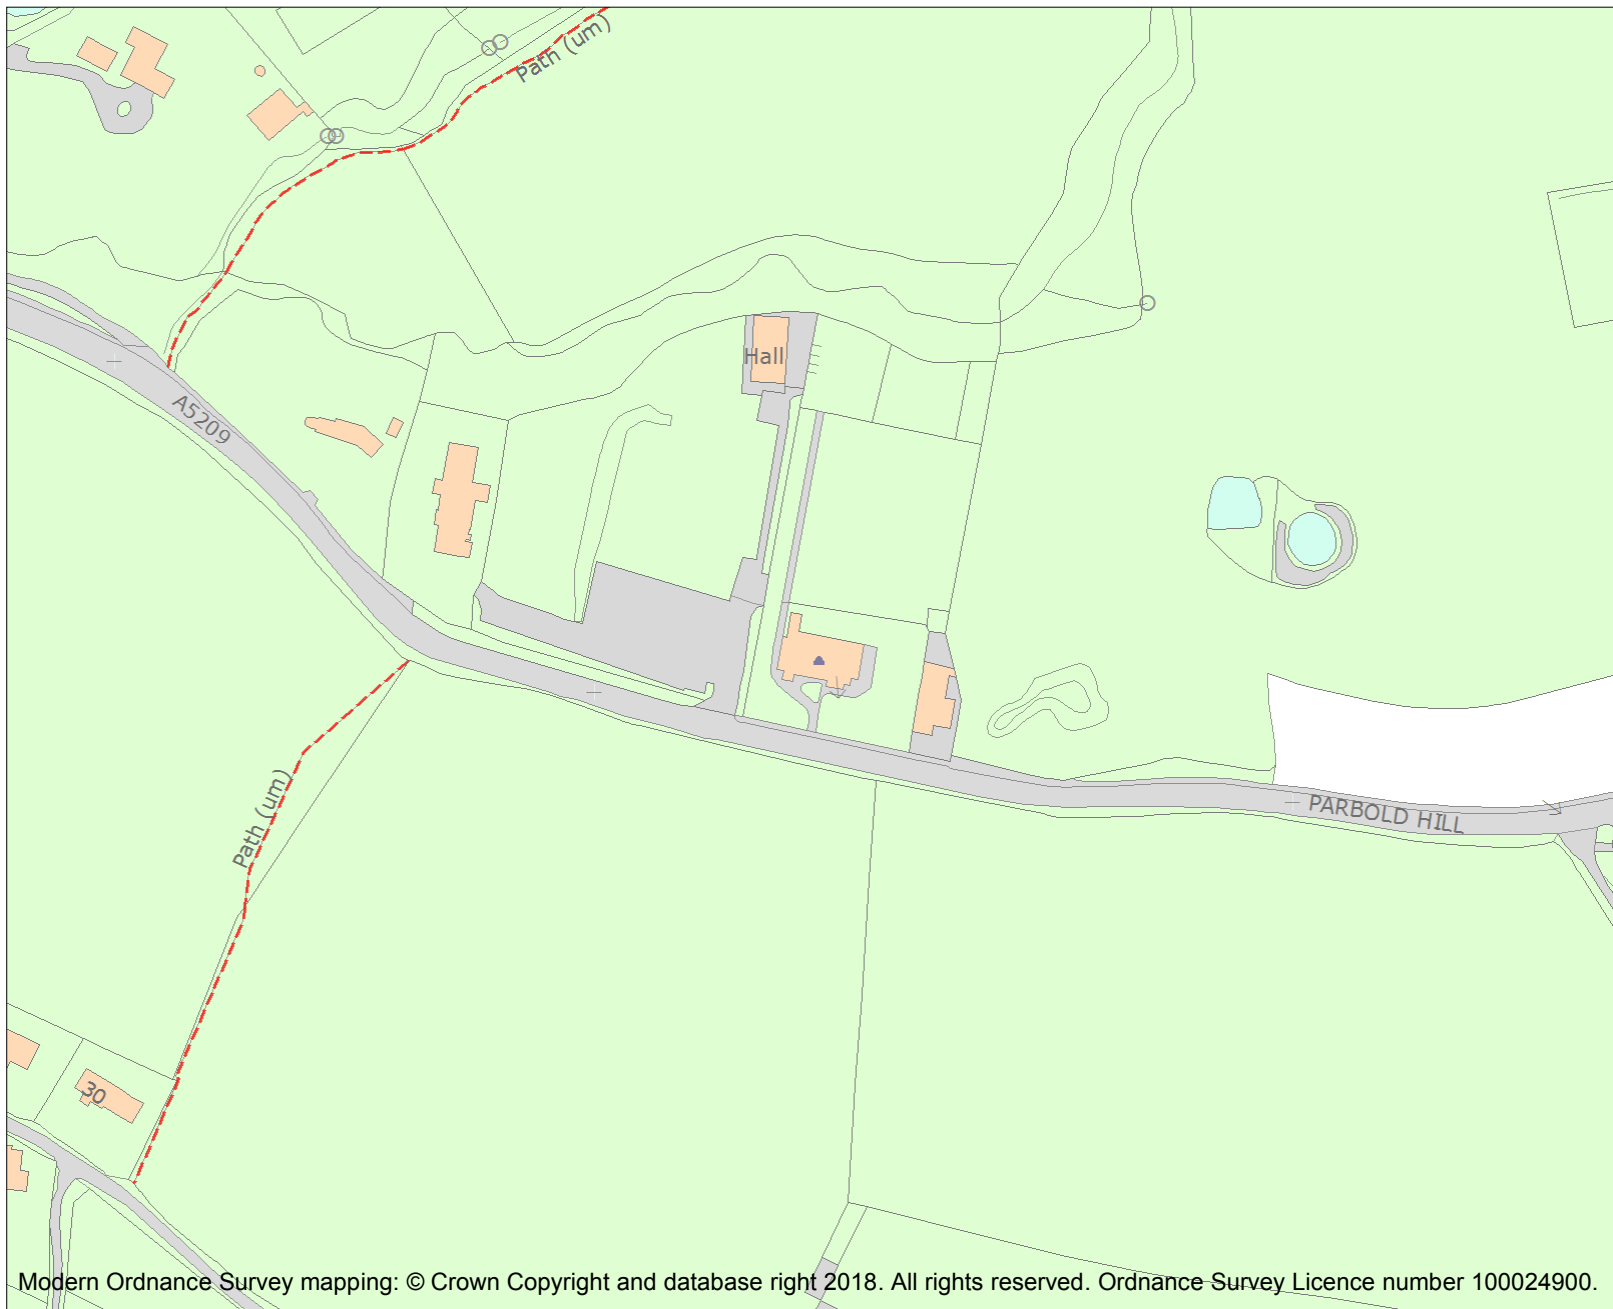 Path (um)
Hall
A5209
Path (um)
PARBOLD HILL
30
Modern Ordnance Survey mapping: © Crown Copyright and database right 2018. All rights reserved. Ordnance Survey Licence number 100024900.